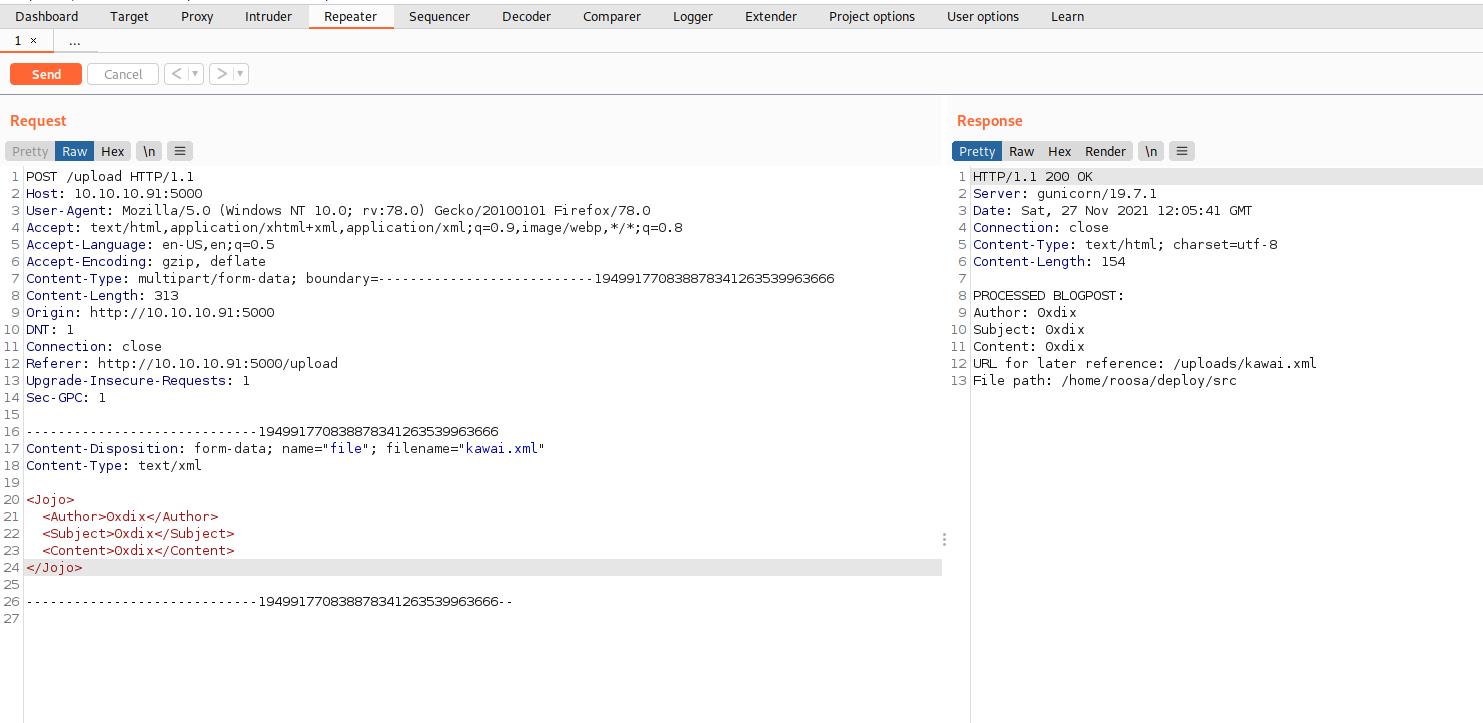 Dashboard Target Proxy Intruder Repeater Sequencer Decoder Comparer Logger Extender Project options User options Learn
1 × ...
Send Cancel < ▼ > ▼
Request
Pretty Raw Hex \n ≡
1 POST /upload HTTP/1.1
2 Host: 10.10.10.91:5000
3 User-Agent: Mozilla/5.0 (Windows NT 10.0; rv:78.0) Gecko/20100101 Firefox/78.0
4 Accept: text/html,application/xhtml+xml,application/xml;q=0.9,image/webp,*/*;q=0.8
5 Accept-Language: en-US,en;q=0.5
6 Accept-Encoding: gzip, deflate
7 Content-Type: multipart/form-data; boundary=---------------------------194991770838878341263539963666
8 Content-Length: 313
9 Origin: http://10.10.10.91:5000
10 DNT: 1
11 Connection: close
12 Referer: http://10.10.10.91:5000/upload
13 Upgrade-Insecure-Requests: 1
14 Sec-GPC: 1
15
16 -----------------------------194991770838878341263539963666
17 Content-Disposition: form-data; name="file"; filename="kawai.xml"
18 Content-Type: text/xml
19
20 <Jojo>
21 <Author>0xdix</Author>
22 <Subject>0xdix</Subject>
23 <Content>0xdix</Content>
24 </Jojo>
25
26 -----------------------------194991770838878341263539963666--
27
Response
Pretty Raw Hex Render \n ≡
1 HTTP/1.1 200 OK
2 Server: gunicorn/19.7.1
3 Date: Sat, 27 Nov 2021 12:05:41 GMT
4 Connection: close
5 Content-Type: text/html; charset=utf-8
6 Content-Length: 154
7
8 PROCESSED BLOGPOST:
9 Author: 0xdix
10 Subject: 0xdix
11 Content: 0xdix
12 URL for later reference: /uploads/kawai.xml
13 File path: /home/roosa/deploy/src